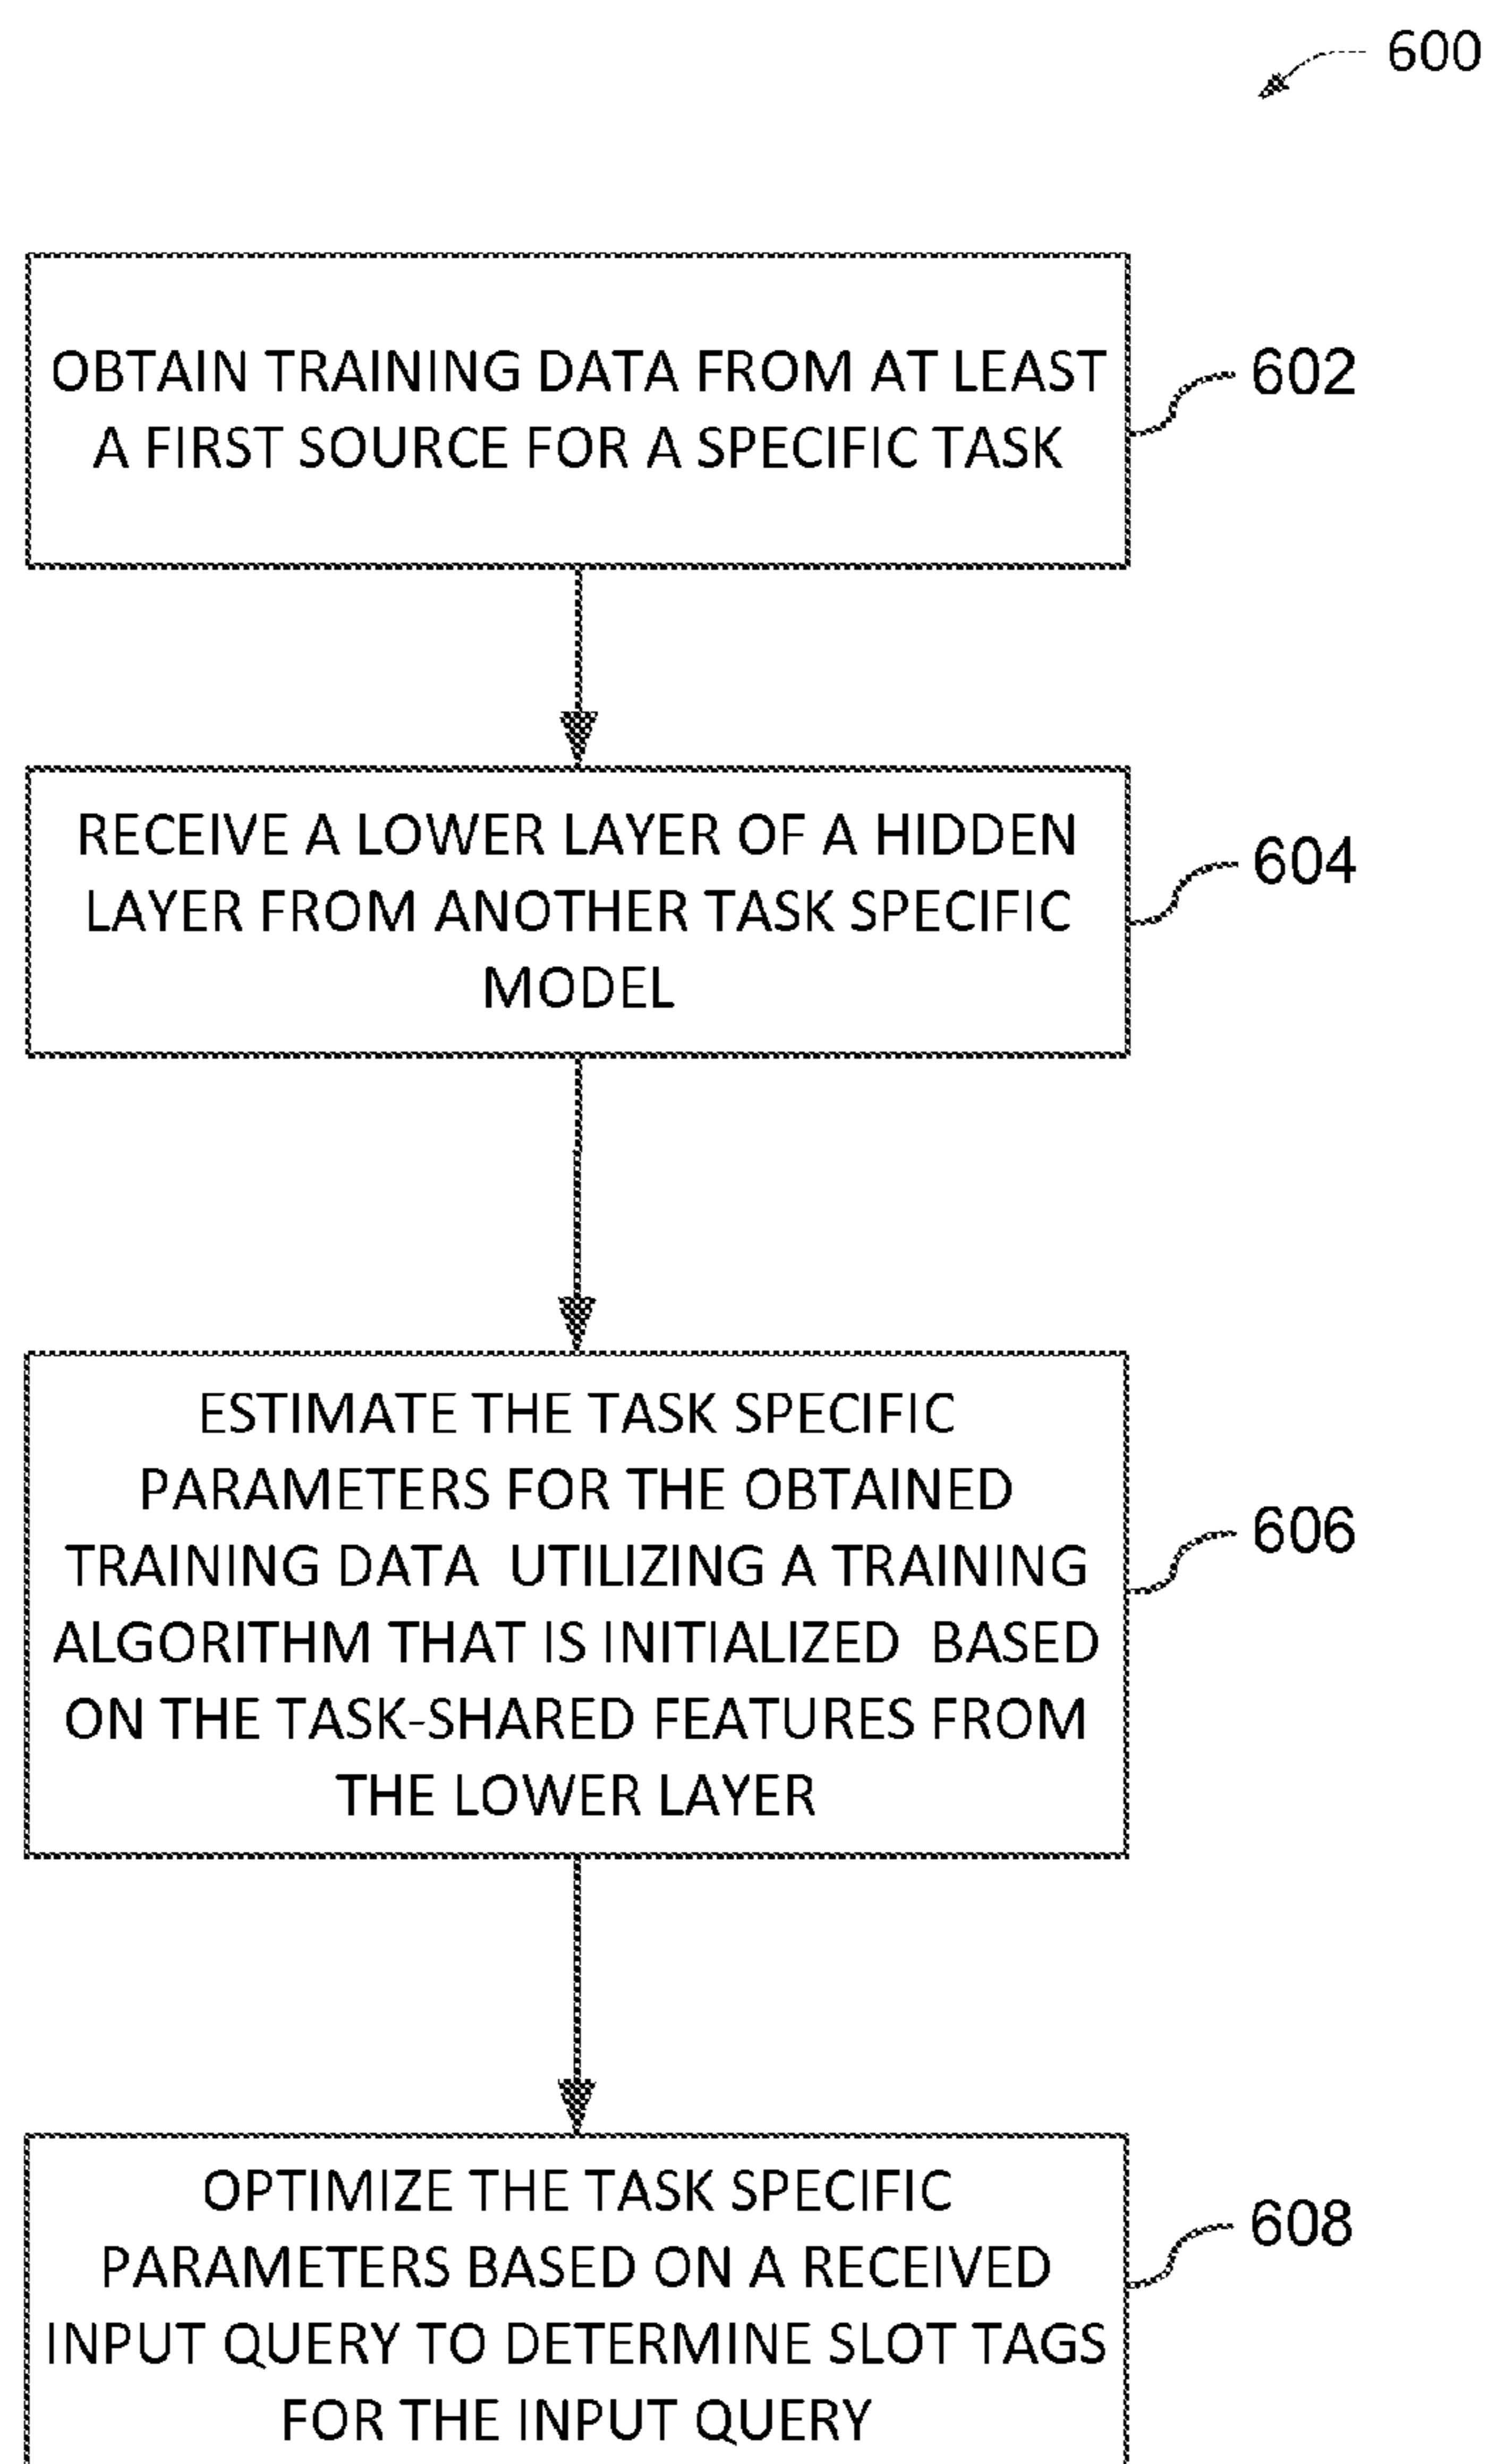 600
OBTAIN TRAINING DATA FROM AT LEAST
A FIRST SOURCE FOR A SPECIFIC TASK
602
RECEIVE A LOWER LAYER OF A HIDDEN
LAYER FROM ANOTHER TASK SPECIFIC
MODEL
604
ESTIMATE THE TASK SPECIFIC
PARAMETERS FOR THE OBTAINED
TRAINING DATA UTILIZING A TRAINING
ALGORITHM THAT IS INITIALIZED BASED
ON THE TASK-SHARED FEATURES FROM
THE LOWER LAYER
606
OPTIMIZE THE TASK SPECIFIC
PARAMETERS BASED ON A RECEIVED
INPUT QUERY TO DETERMINE SLOT TAGS
FOR THE INPUT QUERY
608